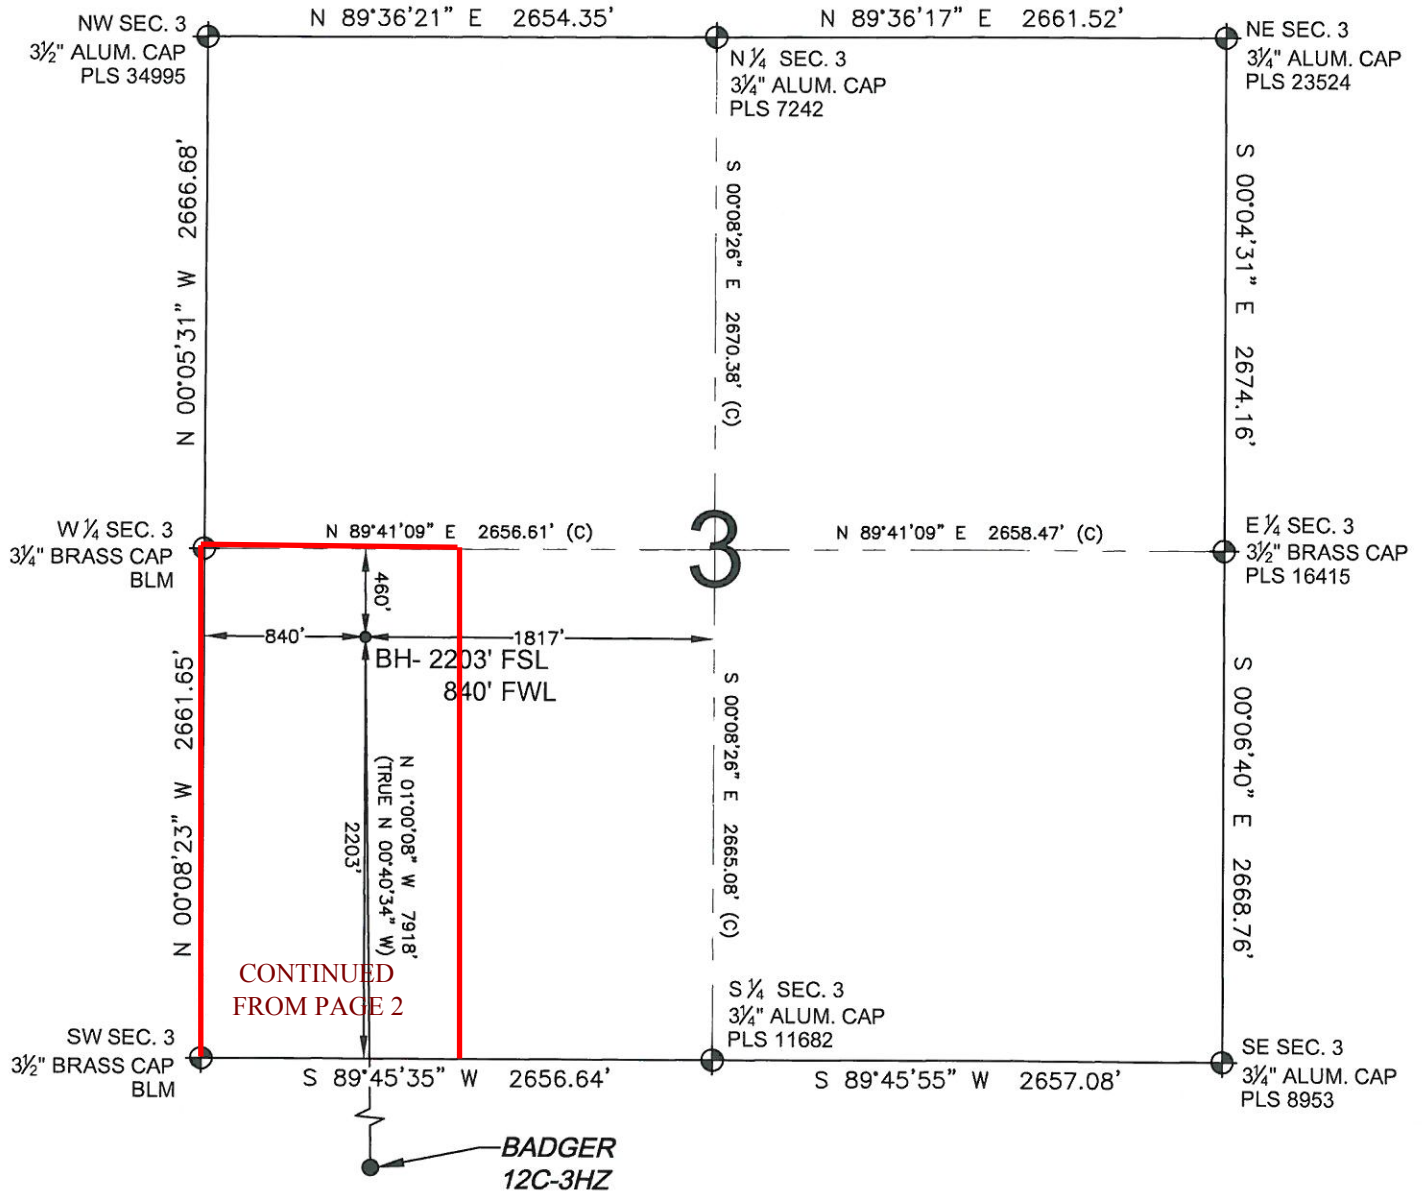 NW SEC. 3
3½" ALUM. CAP
PLS 34995
N 89°36'21" E 2654.35'
N 89°36'17" E 2661.52'
N ¼ SEC. 3
3¼" ALUM. CAP
PLS 7242
NE SEC. 3
3¼" ALUM. CAP
PLS 23524
N 00°05'31" W 2666.68'
S 00°08'26" E 2670.38' (C)
S 00°04'31" E 2674.16'
W ¼ SEC. 3
3¼" BRASS CAP
BLM
N 89°41'09" E 2656.61' (C)
3
N 89°41'09" E 2658.47' (C)
E ¼ SEC. 3
3½" BRASS CAP
PLS 16415
460'
840'
1817'
BH- 2203' FSL
840' FWL
N 00°08'23" W 2661.65'
2203'
N 01°00'08" W 7918'
(TRUE N 00°40'34" W)
S 00°08'26" E 2665.08' (C)
S 00°06'40" E 2668.76'
CONTINUED
FROM PAGE 2
SW SEC. 3
3½" BRASS CAP
BLM
S 89°45'35" W 2656.64'
S ¼ SEC. 3
3¼" ALUM. CAP
PLS 11682
S 89°45'55" W 2657.08'
SE SEC. 3
3¼" ALUM. CAP
PLS 8953
BADGER
12C-3HZ